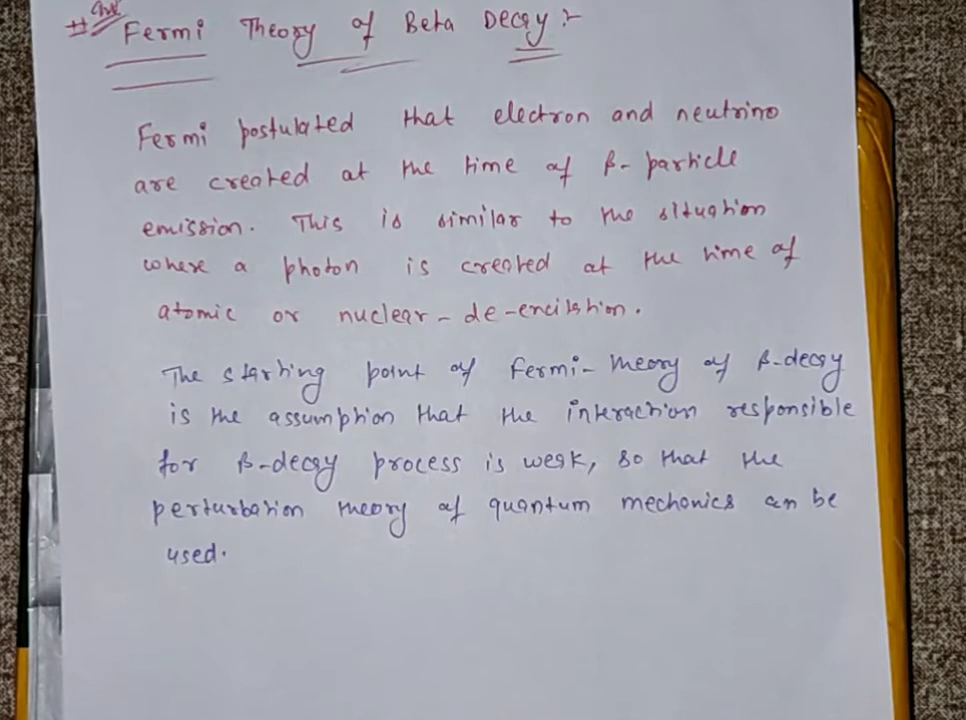 Fermi Theory of Beta Decay :-
Fermi postulated that electron and neutrino
are created at the time of β- particle
emission. This is similar to the situation
where a photon is created at the time of
atomic or nuclear - de-encitation.
The starting point of Fermi- theory of β-decay
is the assumption that the interaction responsible
for β-decay process is weak, so that the
perturbation theory of quantum mechanics can be
used.